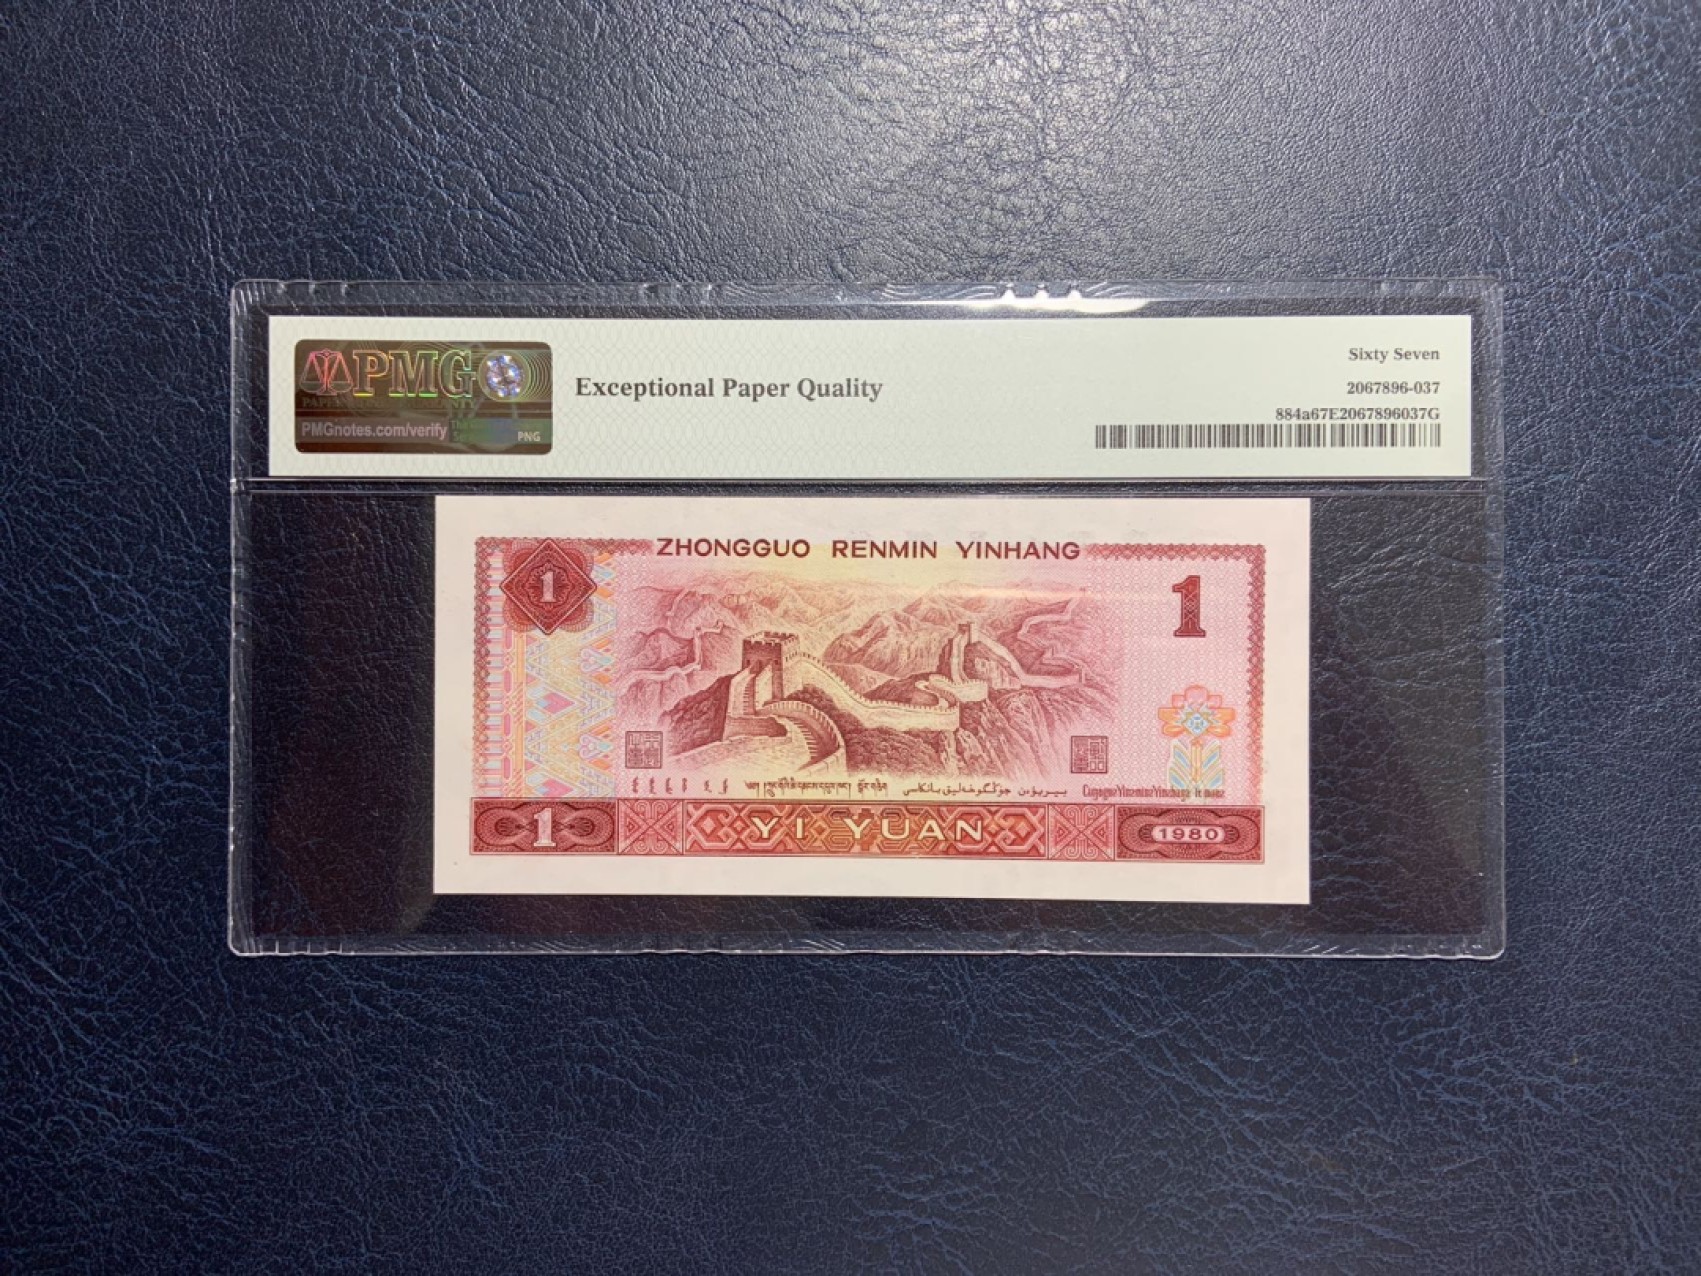 PMG
PMGnotes.com/verify
PNG
Exceptional Paper Quality
Sixty Seven
2067896-037
884a67E2067896037G
ZHONGGUO RENMIN YINHANG
1
1
1
YI YUAN
1980